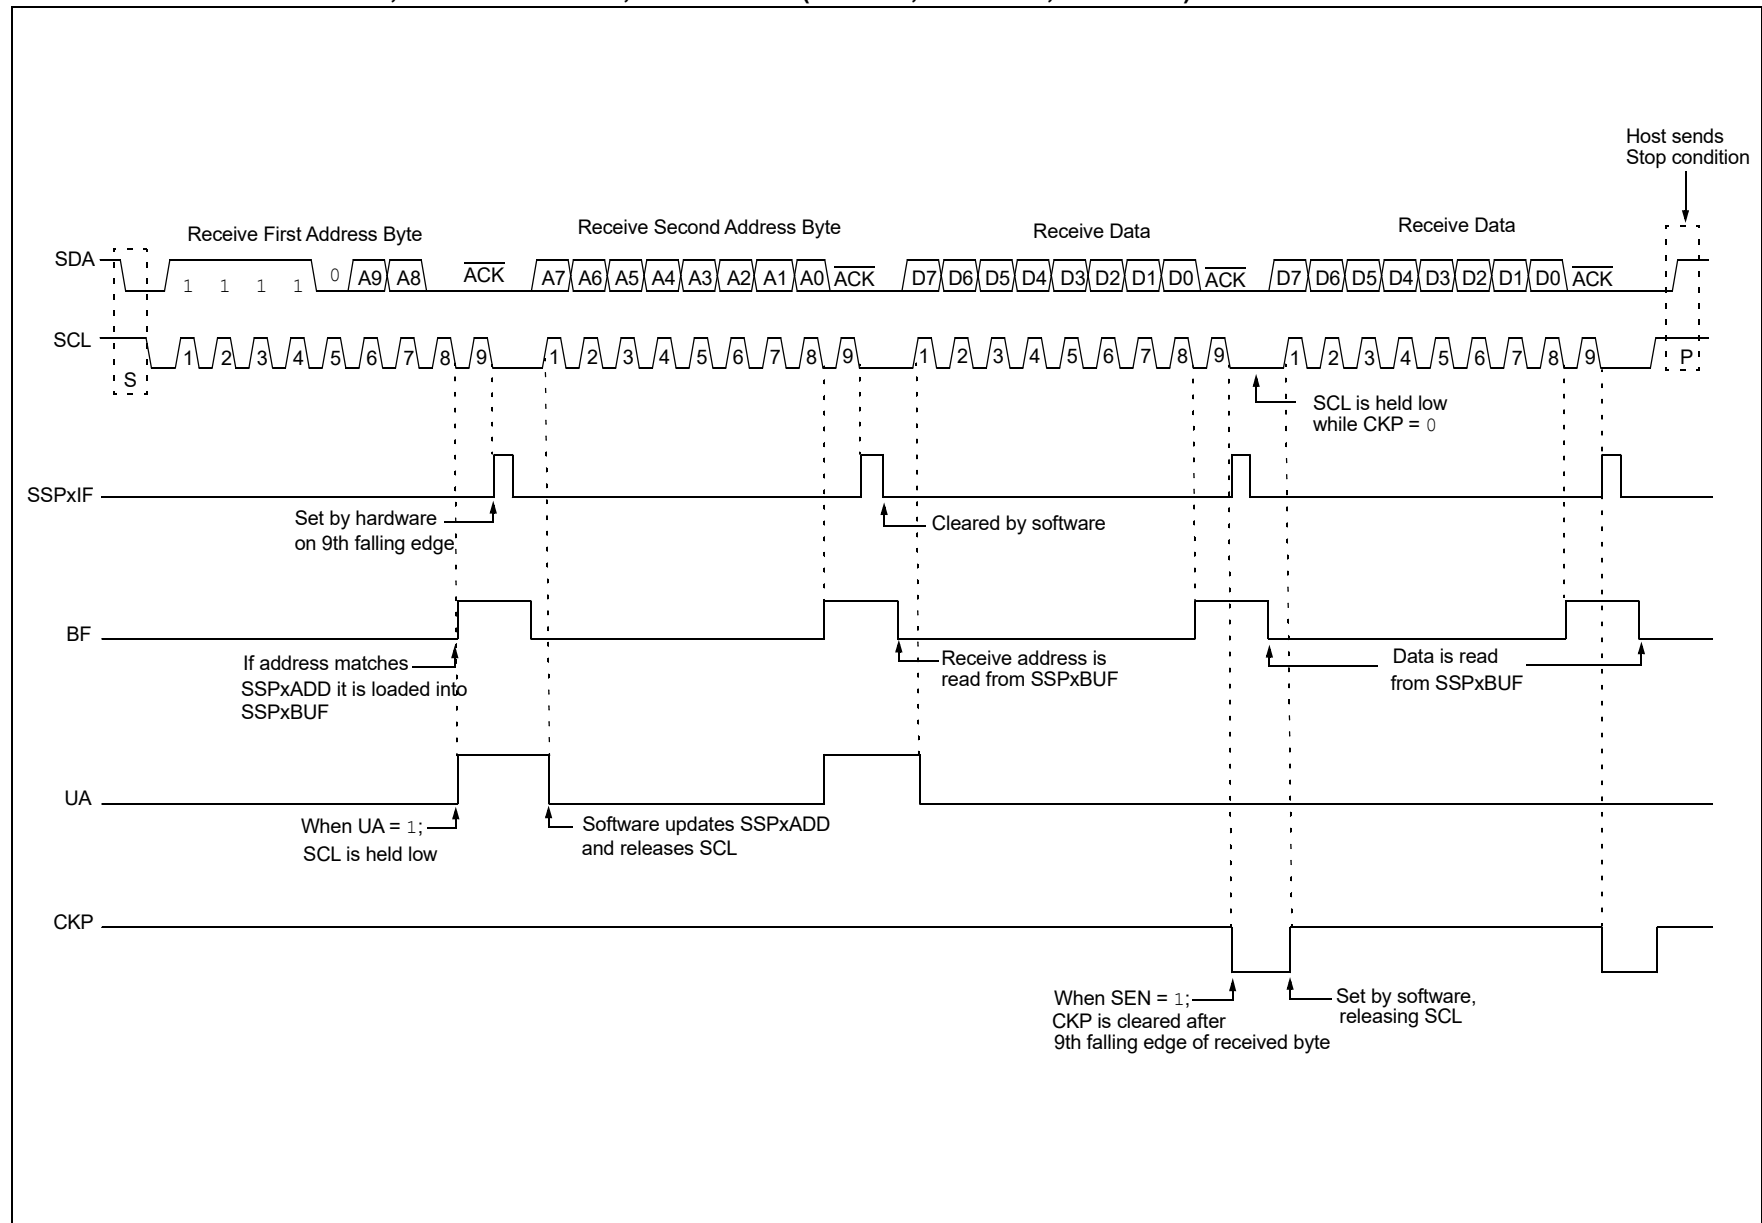 Host sends
Stop condition
Receive First Address Byte
Receive Second Address Byte
Receive Data
Receive Data
SDA
1 1 1 1 0 A9 A8 ACK A7 A6 A5 A4 A3 A2 A1 A0 ACK D7 D6 D5 D4 D3 D2 D1 D0 ACK D7 D6 D5 D4 D3 D2 D1 D0 ACK
SCL
S 1 2 3 4 5 6 7 8 9 1 2 3 4 5 6 7 8 9 1 2 3 4 5 6 7 8 9 1 2 3 4 5 6 7 8 9 P
SCL is held low
while CKP = 0
SSPxIF
Set by hardware
on 9th falling edge
Cleared by software
BF
If address matches
SSPxADD it is loaded into
SSPxBUF
Receive address is
read from SSPxBUF
Data is read
from SSPxBUF
UA
When UA = 1;
SCL is held low
Software updates SSPxADD
and releases SCL
CKP
When SEN = 1;
CKP is cleared after
9th falling edge of received byte
Set by software,
releasing SCL